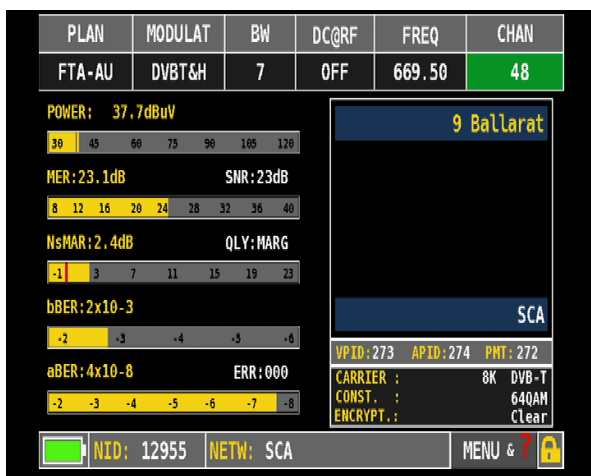 PLAN MODULAT BW DC@RF FREQ CHAN
FTA-AU DVBT&H 7 OFF 669.50 48
POWER: 37.7dBuV
30 45 60 75 90 105 120
9 Ballarat
MER:23.1dB SNR:23dB
8 12 16 20 24 28 32 36 40
NsMAR:2.4dB QLY:MARG
-1 3 7 11 15 19 23
bBER:2x10-3
-2 -3 -4 -5 -6
SCA
aBER:4x10-8 ERR:000
-2 -3 -4 -5 -6 -7 -8
VPID:273 APID:274 PMT:272
CARRIER : 8K DVB-T
CONST. : 64QAM
ENCRYPT.: Clear
NID: 12955 NETW: SCA MENU & ?